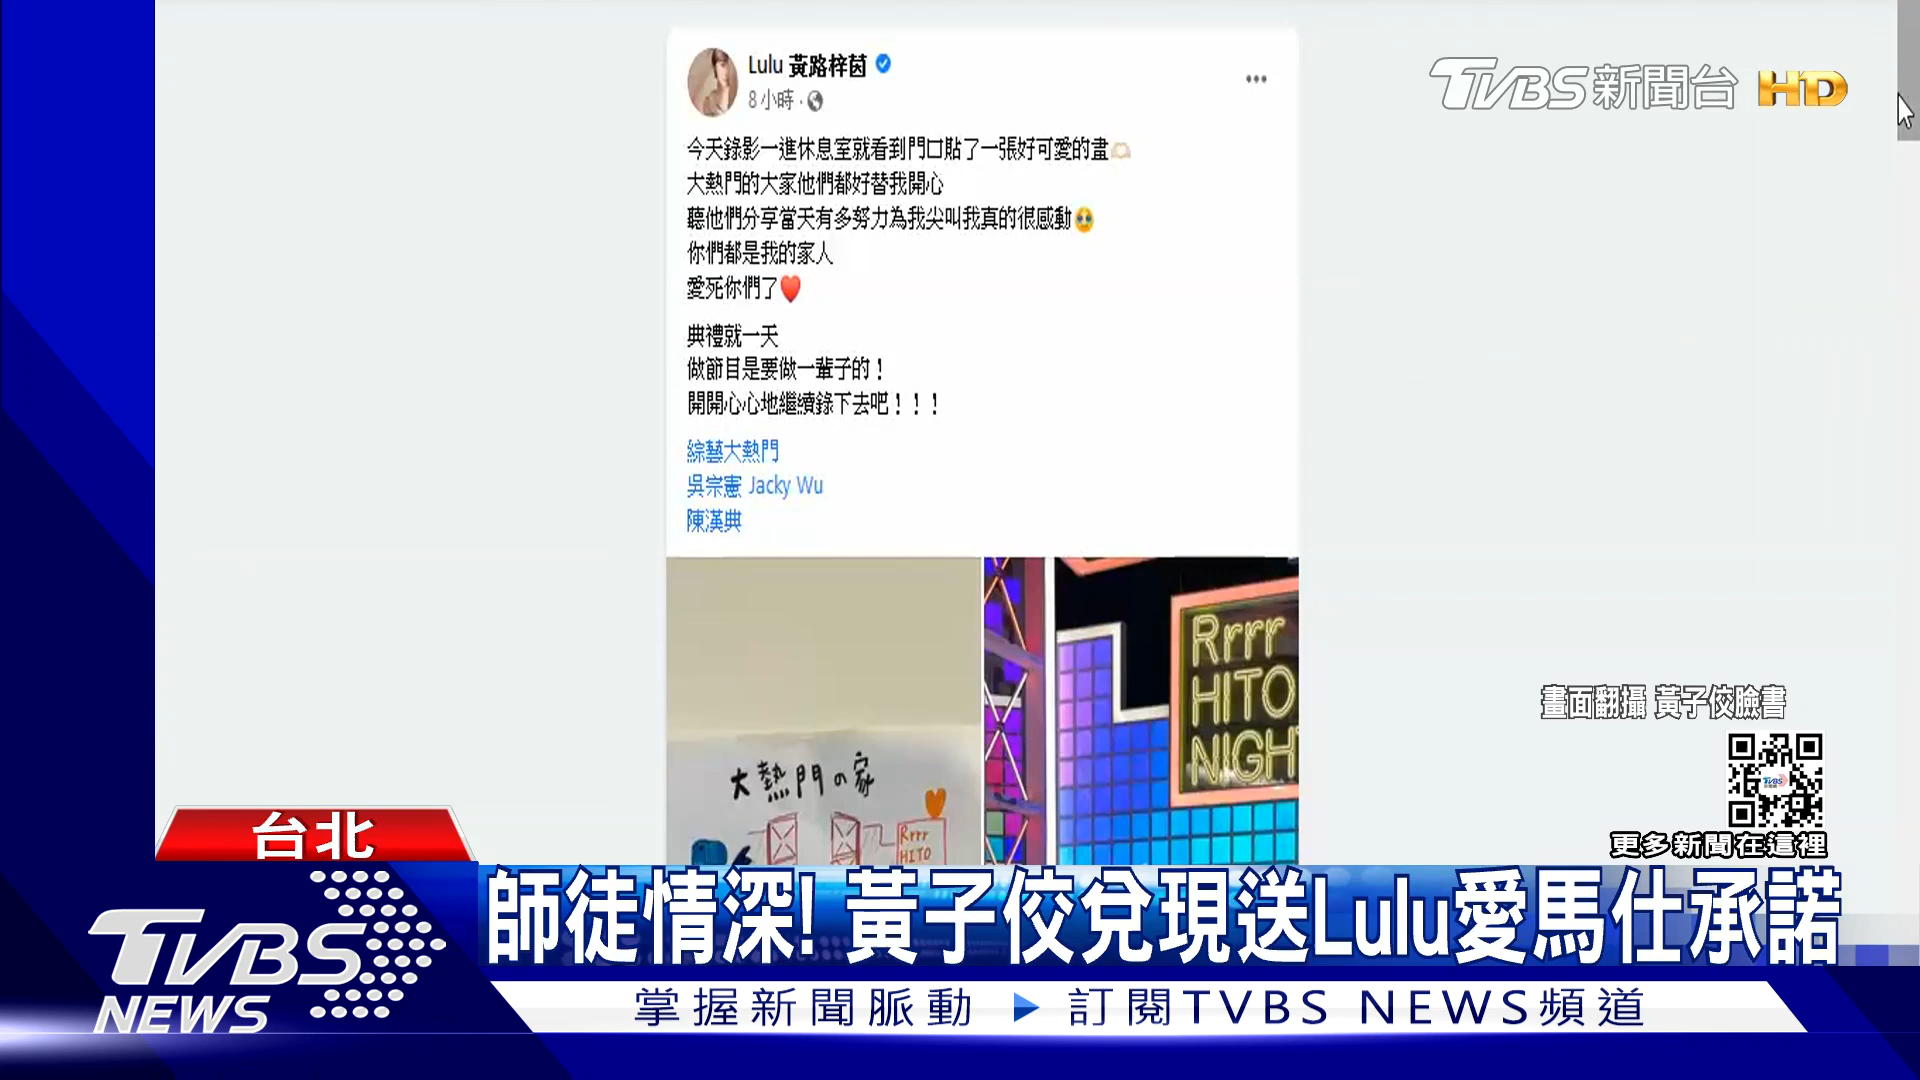 Lulu 黃路梓茵
8 小時
TVBS新聞台 HD
今天錄影一進休息室就看到門口貼了一張好可愛的畫🫶🏻
大熱門的大家他們都好替我開心
聽他們分享當天有多努力為我尖叫我真的很感動🥹
你們都是我的家人
愛死你們了❤️
典禮就一天
做節目是要做一輩子的！
開開心心地繼續錄下去吧！！！
綜藝大熱門
吳宗憲 Jacky Wu
陳漢典
Rrrr
HITO
NIGH
大熱門の家
Rrrr
HITO
畫面翻攝 黃子佼臉書
TVBS
更多新聞在這裡
台北
師徒情深! 黃子佼兌現送Lulu愛馬仕承諾
TVBS
NEWS
掌握新聞脈動 ▶ 訂閱TVBS NEWS頻道